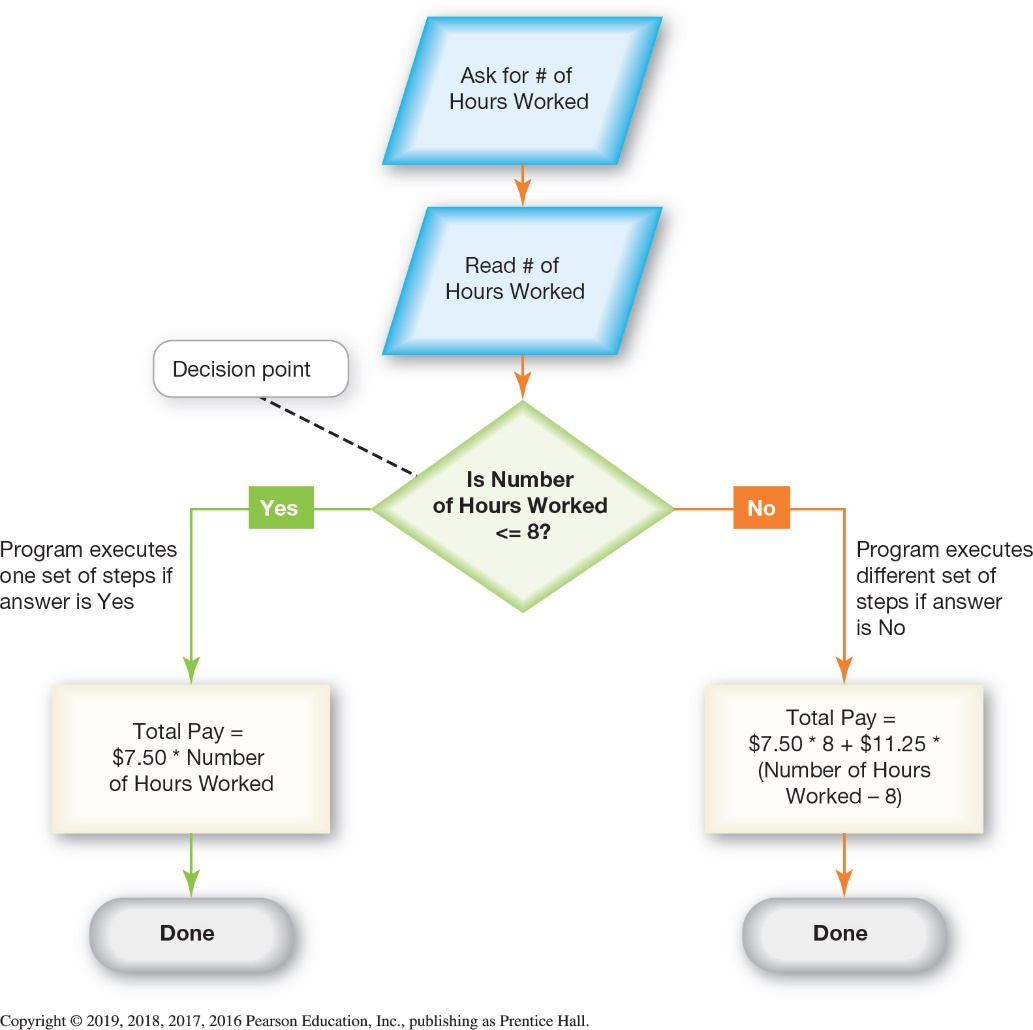 Ask for # of
Hours Worked
Read # of
Hours Worked
Decision point
Is Number
of Hours Worked
<= 8?
Yes
No
Program executes
one set of steps if
answer is Yes
Program executes
different set of
steps if answer
is No
Total Pay =
$7.50 * Number
of Hours Worked
Total Pay =
$7.50 * 8 + $11.25 *
(Number of Hours
Worked – 8)
Done
Done
Copyright © 2019, 2018, 2017, 2016 Pearson Education, Inc., publishing as Prentice Hall.